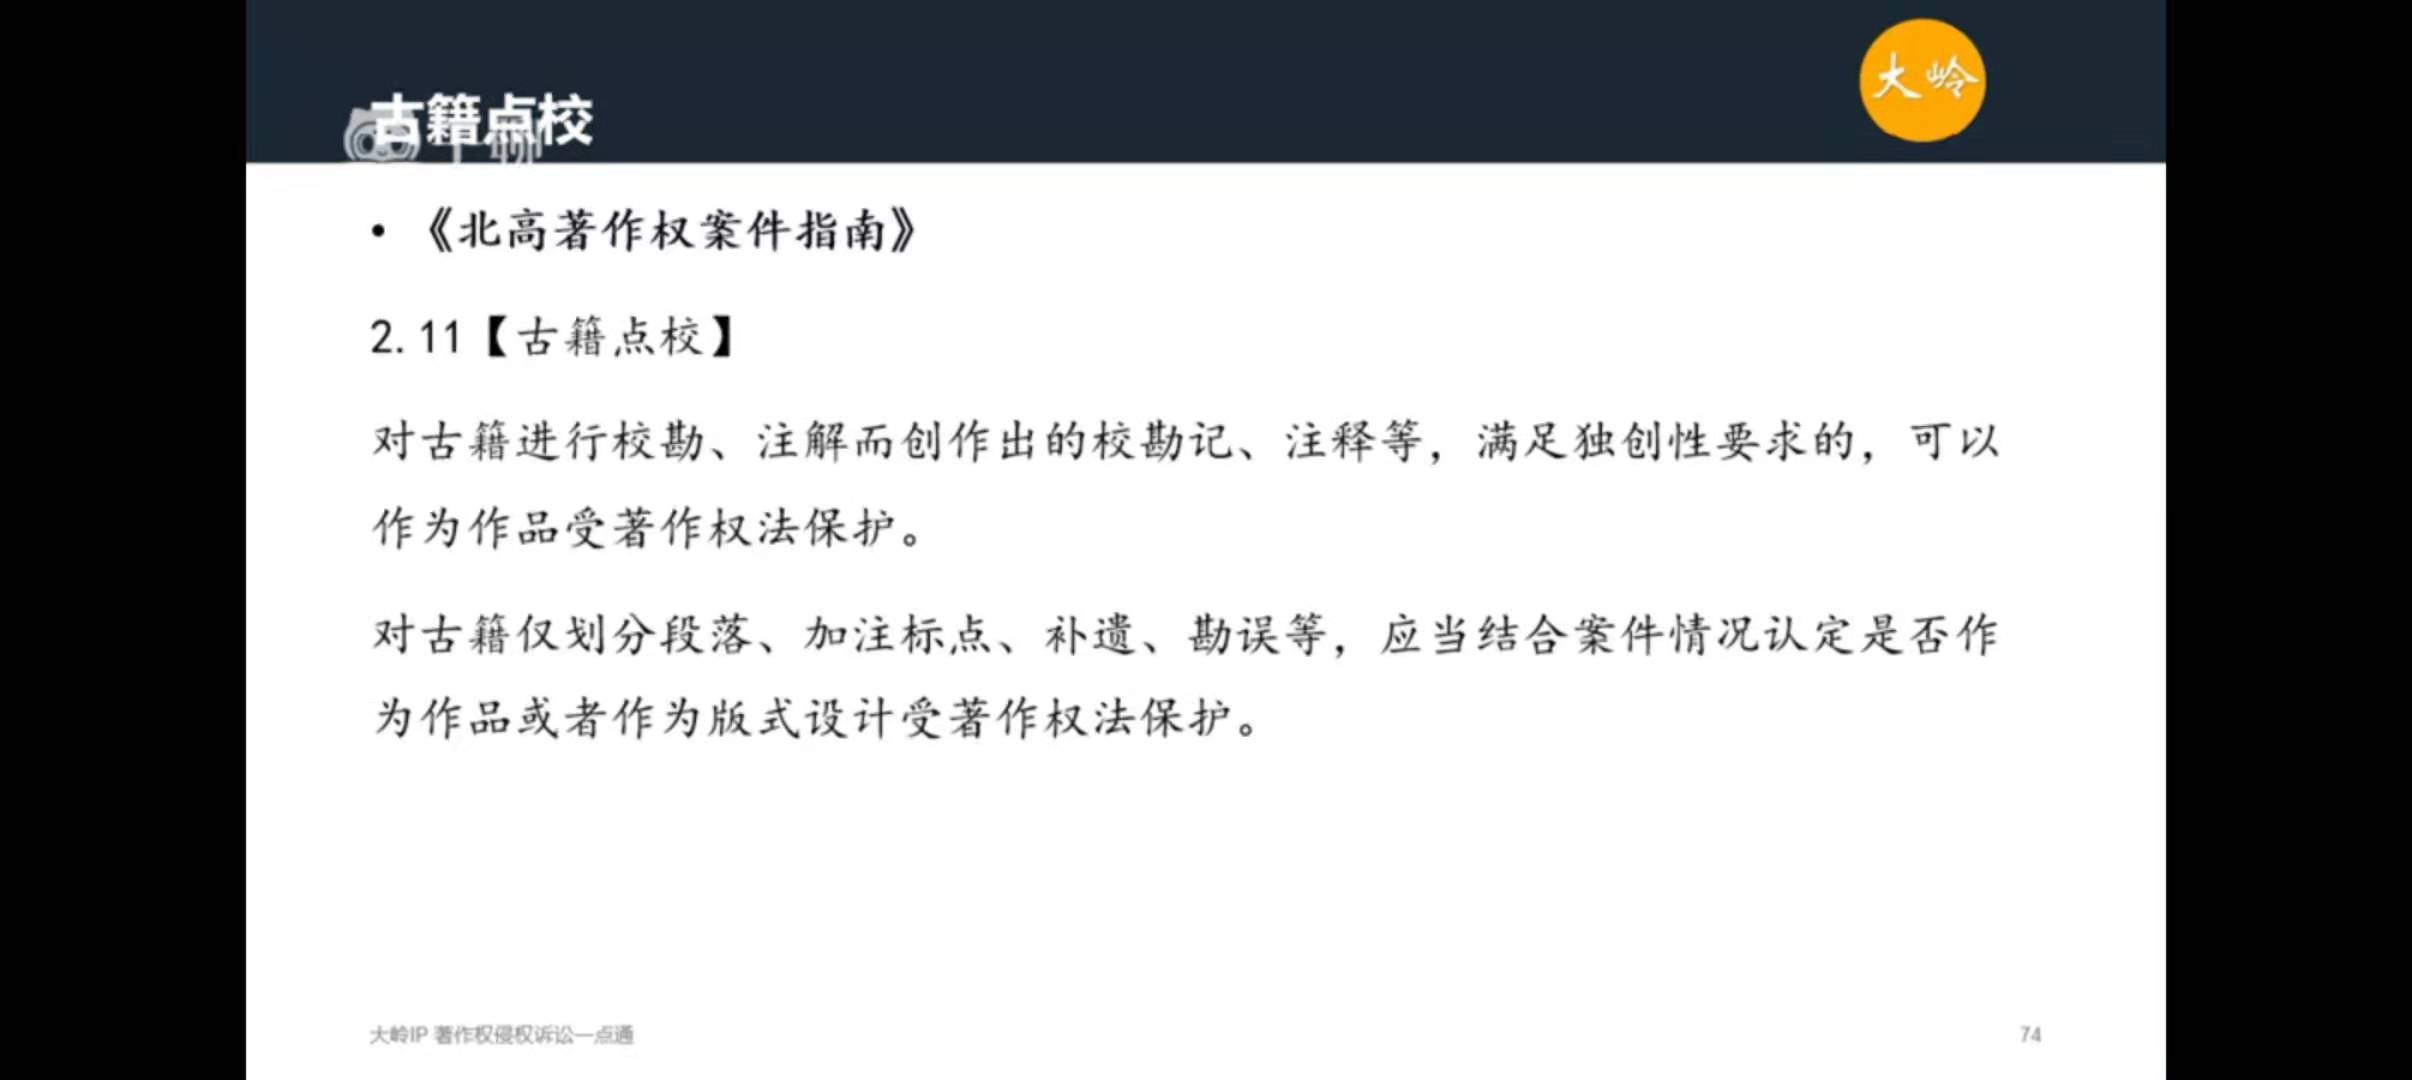 大岭
古籍点校
• 《北高著作权案件指南》
2.11【古籍点校】
对古籍进行校勘、注解而创作出的校勘记、注释等，满足独创性要求的，可以
作为作品受著作权法保护。
对古籍仅划分段落、加注标点、补遗、勘误等，应当结合案件情况认定是否作
为作品或者作为版式设计受著作权法保护。
大岭IP 著作权侵权诉讼一点通
74